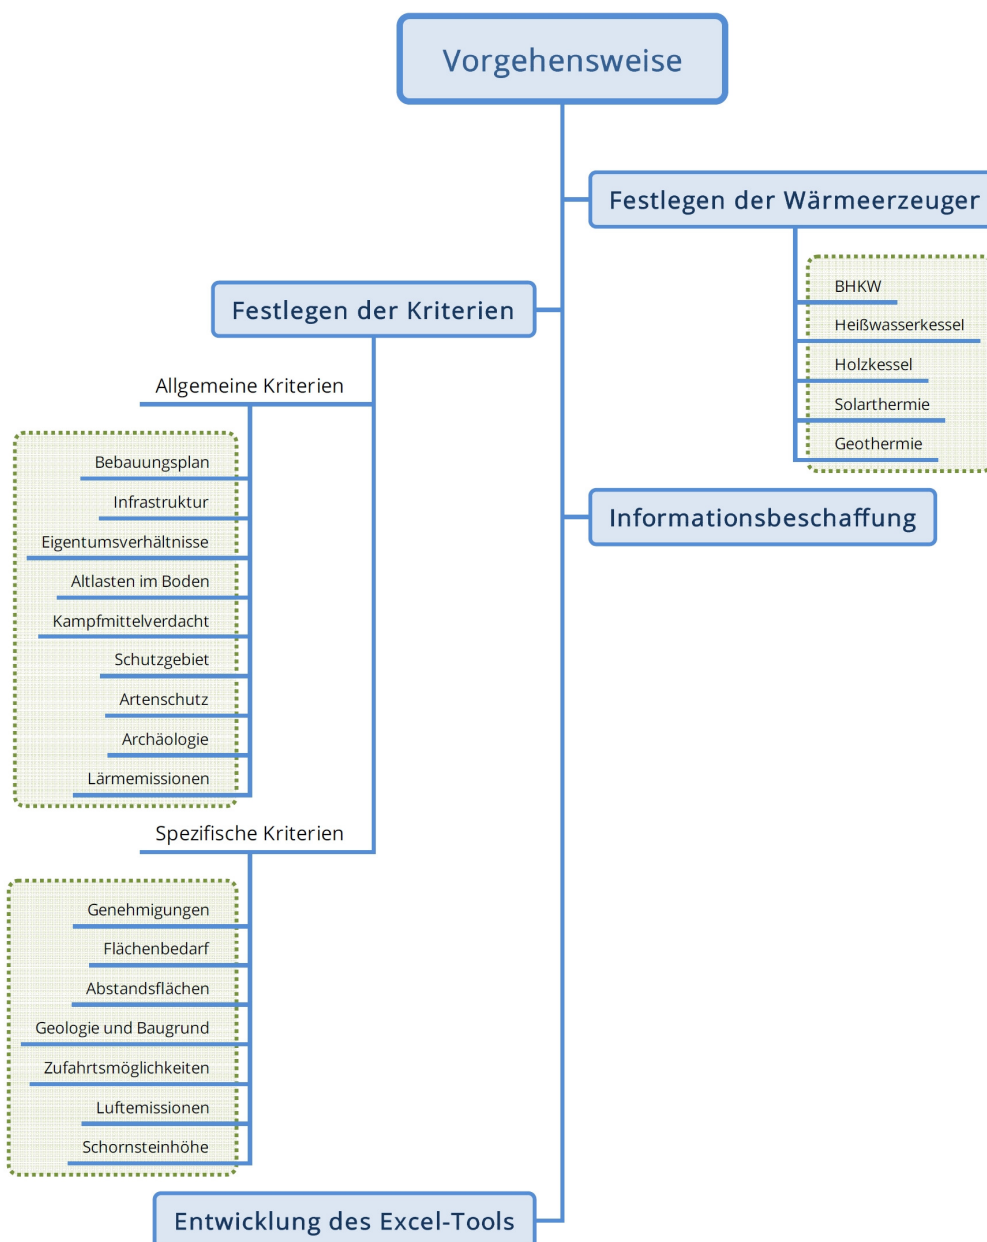 Vorgehensweise
Festlegen der Wärmeerzeuger
BHKW
Heißwasserkessel
Holzkessel
Solarthermie
Geothermie
Festlegen der Kriterien
Allgemeine Kriterien
Bebauungsplan
Infrastruktur
Eigentumsverhältnisse
Altlasten im Boden
Kampfmittelverdacht
Schutzgebiet
Artenschutz
Archäologie
Lärmemissionen
Spezifische Kriterien
Genehmigungen
Flächenbedarf
Abstandsflächen
Geologie und Baugrund
Zufahrtsmöglichkeiten
Luftemissionen
Schornsteinhöhe
Informationsbeschaffung
Entwicklung des Excel-Tools